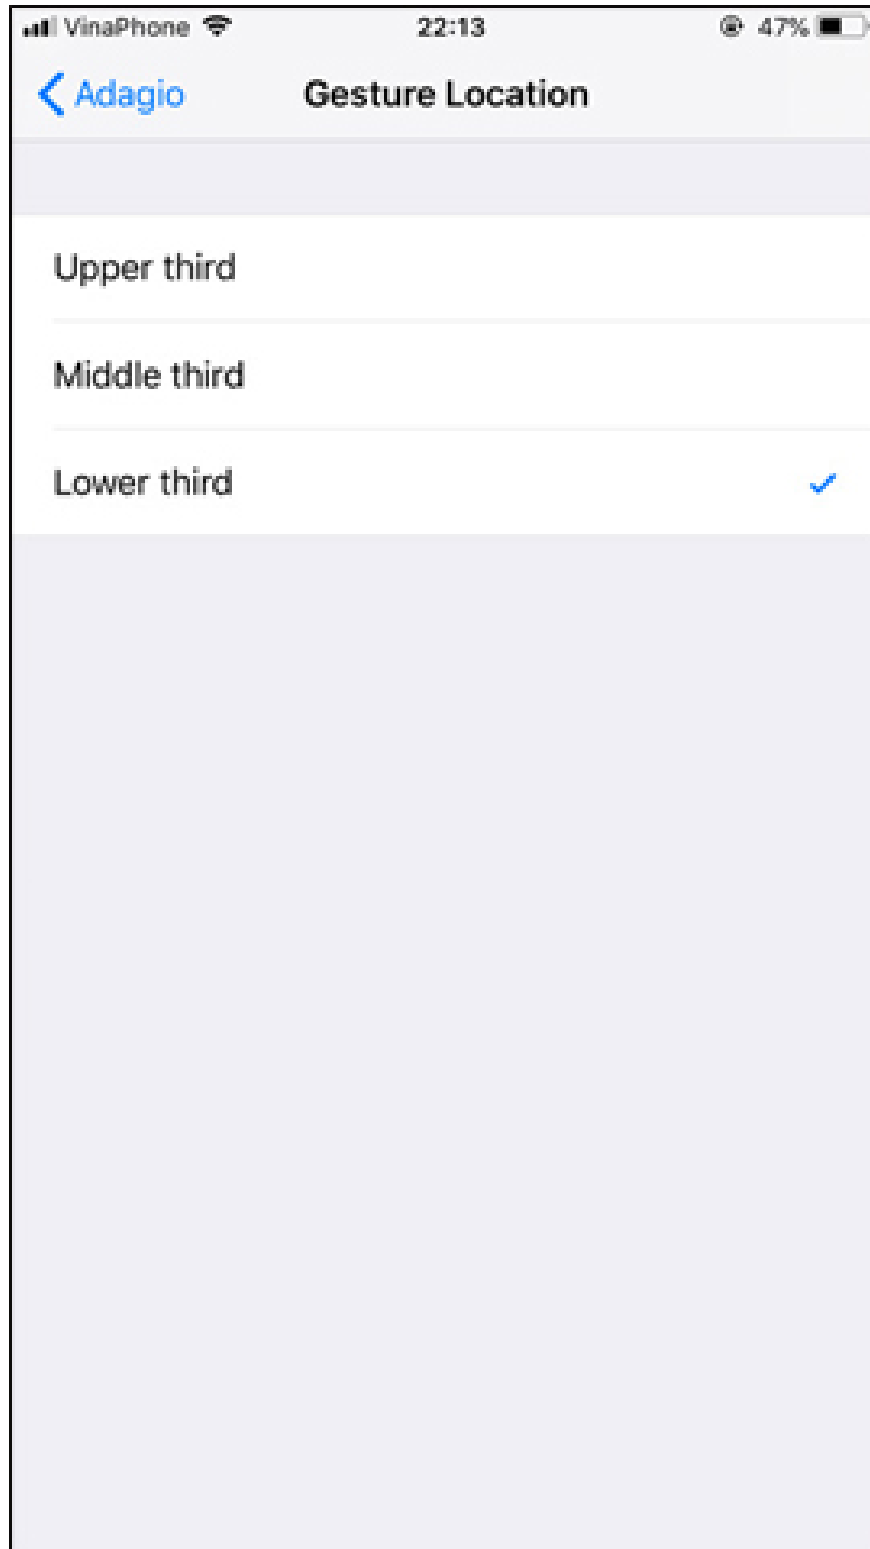 VinaPhone 22:13 47%
Adagio Gesture Location
Upper third
Middle third
Lower third